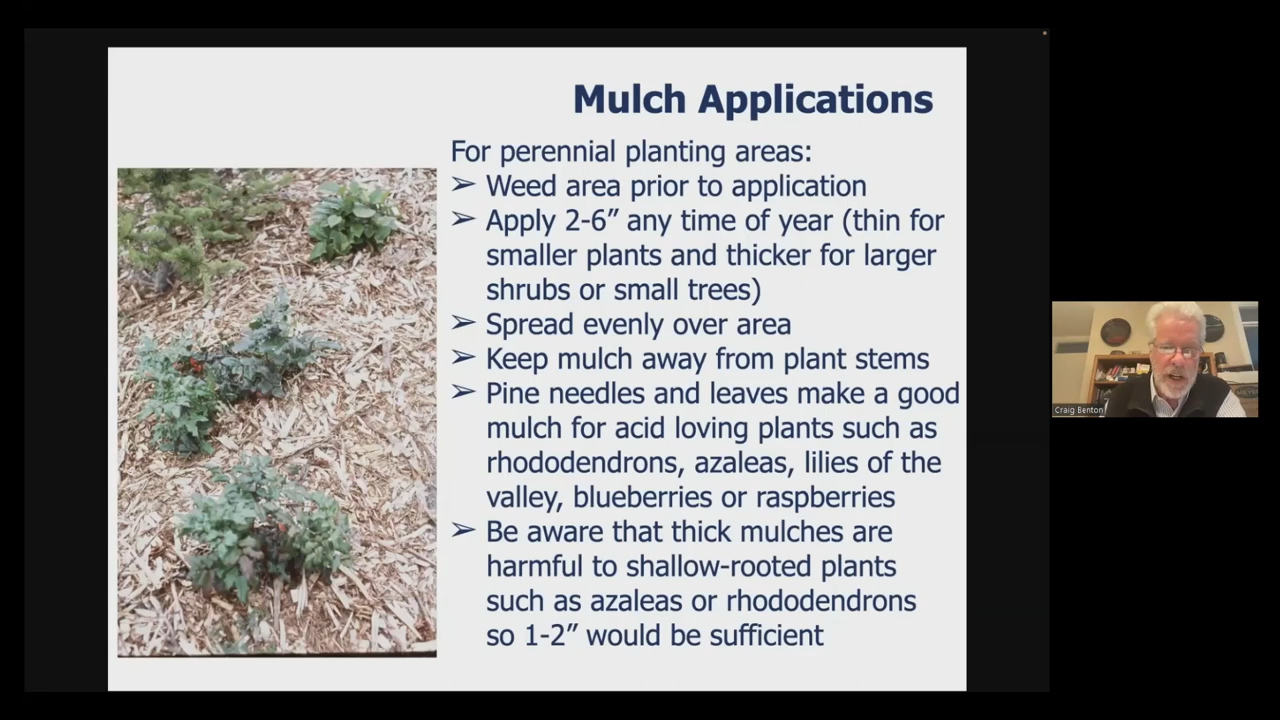 Mulch Applications
For perennial planting areas:
➢ Weed area prior to application
➢ Apply 2-6” any time of year (thin for
smaller plants and thicker for larger
shrubs or small trees)
➢ Spread evenly over area
➢ Keep mulch away from plant stems
➢ Pine needles and leaves make a good
mulch for acid loving plants such as
rhododendrons, azaleas, lilies of the
valley, blueberries or raspberries
➢ Be aware that thick mulches are
harmful to shallow-rooted plants
such as azaleas or rhododendrons
so 1-2” would be sufficient
Craig Benton